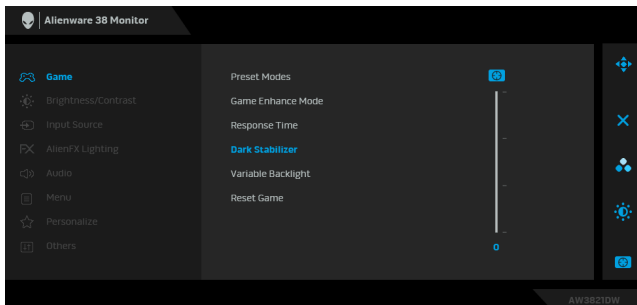 Alienware 38 Monitor
Game
Brightness/Contrast
Input Source
FX AlienFX Lighting
Audio
Menu
Personalize
Others
Preset Modes
Game Enhance Mode
Response Time
Dark Stabilizer
Variable Backlight
Reset Game
0
AW3821DW